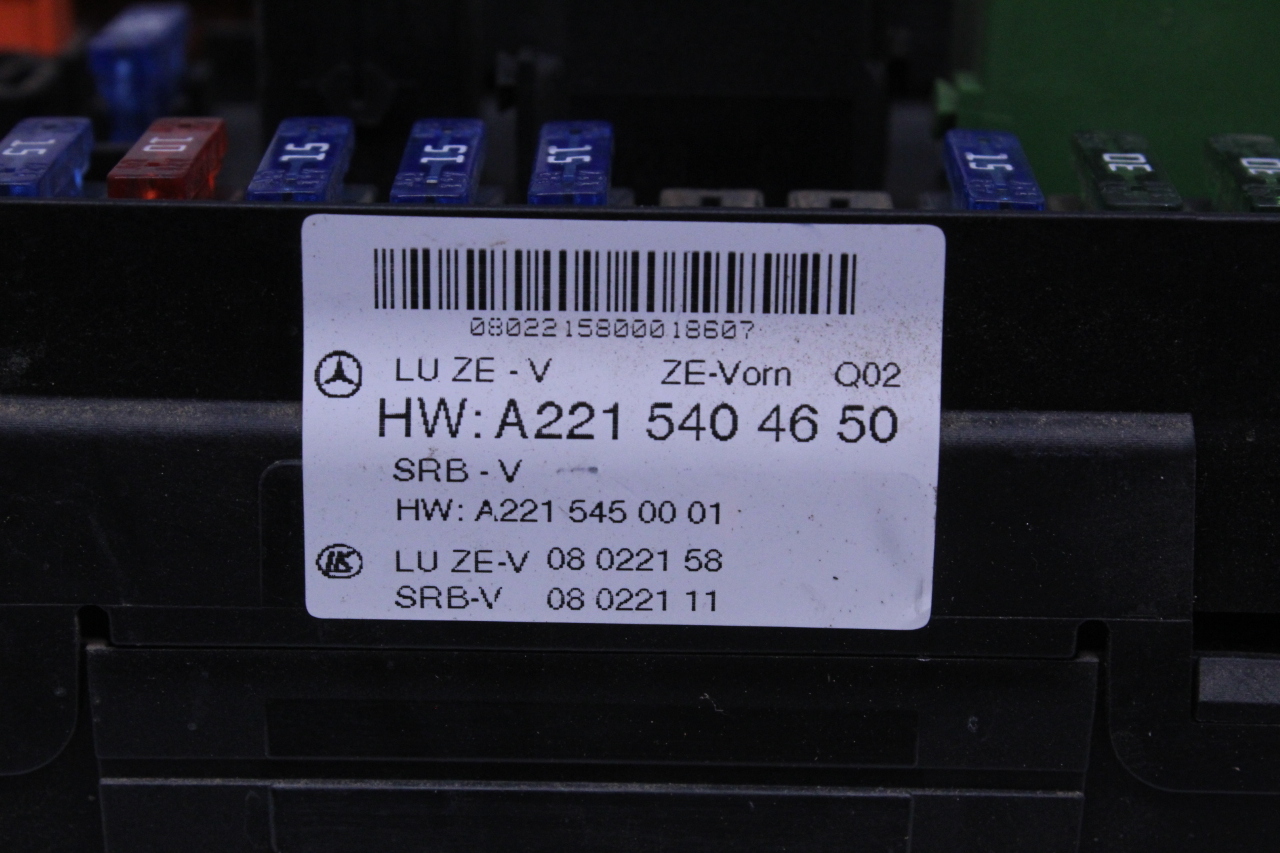 15 10 15 15 15 15 30 30
0802215800018607
LU ZE - V ZE-Vorn Q02
HW: A221 540 46 50
SRB - V
HW: A221 545 00 01
LU ZE-V 08 0221 58
SRB-V 08 0221 11